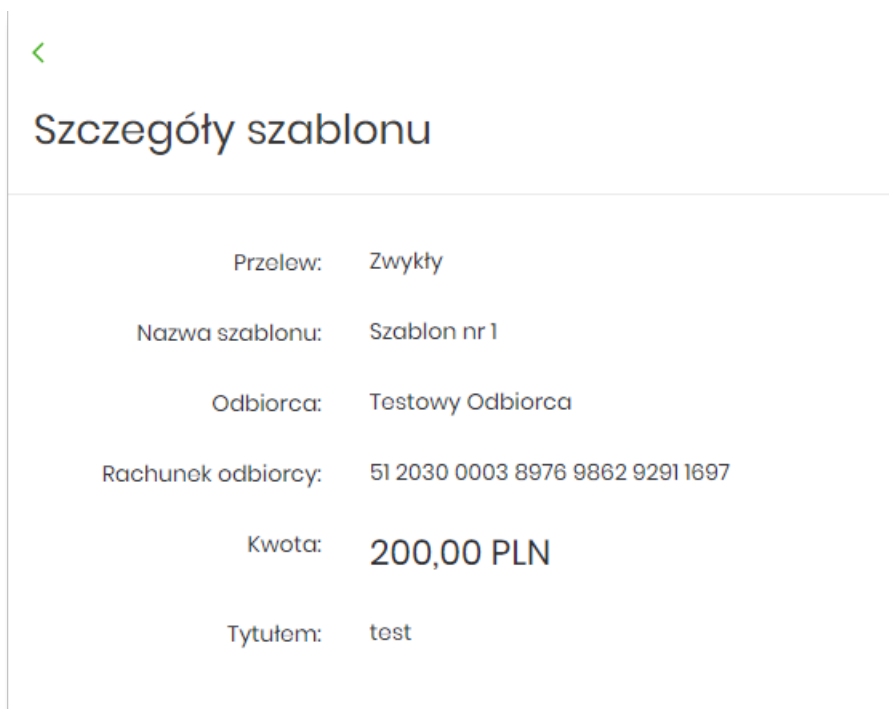 Szczegóły szablonu
Przelew: Zwykły
Nazwa szablonu: Szablon nr 1
Odbiorca: Testowy Odbiorca
Rachunek odbiorcy: 51 2030 0003 8976 9862 9291 1697
Kwota: 200,00 PLN
Tytułem: test